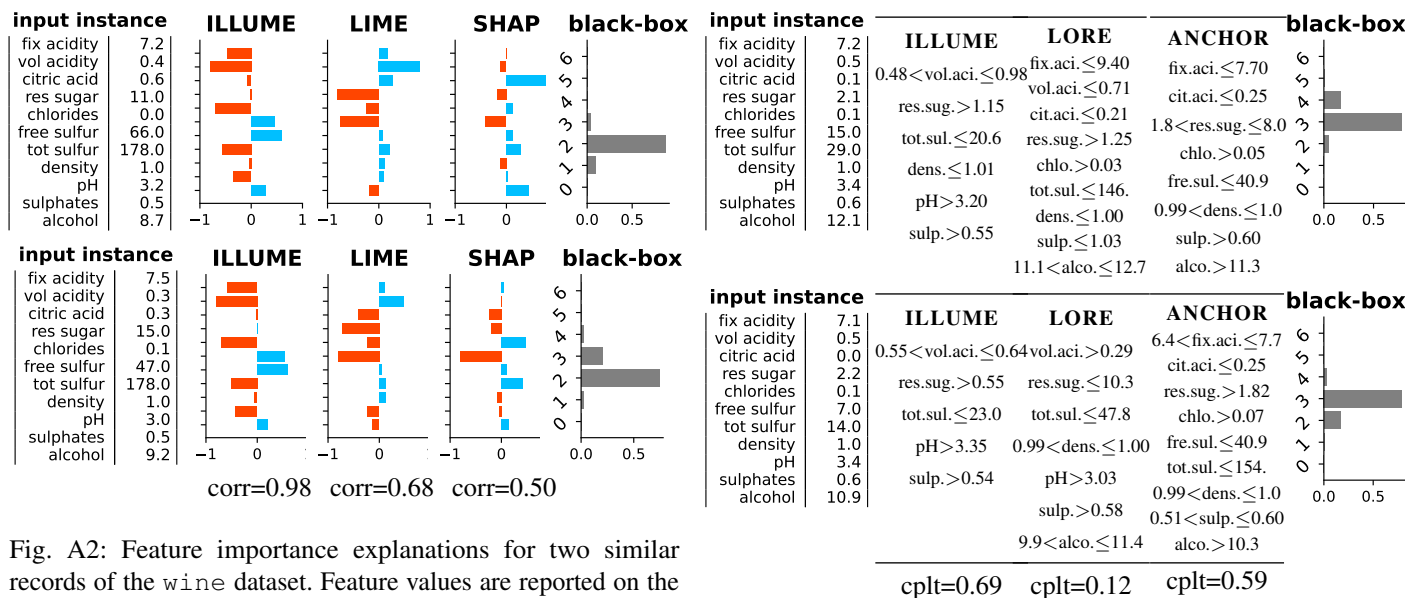 input instance
ILLUME
LIME
SHAP
black-box
fix acidity 7.2
vol acidity 0.4
citric acid 0.6
res sugar 11.0
chlorides 0.0
free sulfur 66.0
tot sulfur 178.0
density 1.0
pH 3.2
sulphates 0.5
alcohol 8.7
−1 0 1
−1 0 1
−1 0
6
5
4
3
2
1
0
0.0 0.5
input instance
ILLUME
LIME
SHAP
black-box
fix acidity 7.5
vol acidity 0.3
citric acid 0.3
res sugar 15.0
chlorides 0.1
free sulfur 47.0
tot sulfur 178.0
density 1.0
pH 3.0
sulphates 0.5
alcohol 9.2
−1 0
−1 0
−1 0
6
5
4
3
2
1
0
0.0 0.5
corr=0.98
corr=0.68
corr=0.50
Fig. A2: Feature importance explanations for two similar
records of the wine dataset. Feature values are reported on the
input instance
fix acidity 7.2
vol acidity 0.5
citric acid 0.1
res sugar 2.1
chlorides 0.1
free sulfur 15.0
tot sulfur 29.0
density 1.0
pH 3.4
sulphates 0.6
alcohol 12.1
ILLUME
0.48<vol.aci.≤0.98
res.sug.>1.15
tot.sul.≤20.6
dens.≤1.01
pH>3.20
sulp.>0.55
LORE
fix.aci.≤9.40
vol.aci.≤0.71
cit.aci.≤0.21
res.sug.>1.25
chlo.>0.03
tot.sul.≤146.
dens.≤1.00
sulp.≤1.03
11.1<alco.≤12.7
ANCHOR
fix.aci.≤7.70
cit.aci.≤0.25
1.8<res.sug.≤8.0
chlo.>0.05
fre.sul.≤40.9
0.99<dens.≤1.0
sulp.>0.60
alco.>11.3
black-box
6
5
4
3
2
1
0
0.0 0.5
input instance
fix acidity 7.1
vol acidity 0.5
citric acid 0.0
res sugar 2.2
chlorides 0.1
free sulfur 7.0
tot sulfur 14.0
density 1.0
pH 3.4
sulphates 0.6
alcohol 10.9
ILLUME
0.55<vol.aci.≤0.64
res.sug.>0.55
tot.sul.≤23.0
pH>3.35
sulp.>0.54
LORE
vol.aci.>0.29
res.sug.≤10.3
tot.sul.≤47.8
0.99<dens.≤1.00
pH>3.03
sulp.>0.58
9.9<alco.≤11.4
ANCHOR
6.4<fix.aci.≤7.7
cit.aci.≤0.25
res.sug.>1.82
chlo.>0.07
fre.sul.≤40.9
tot.sul.≤154.
0.99<dens.≤1.0
0.51<sulp.≤0.60
alco.>10.3
black-box
6
5
4
3
2
1
0
0.0 0.5
cplt=0.69
cplt=0.12
cplt=0.59